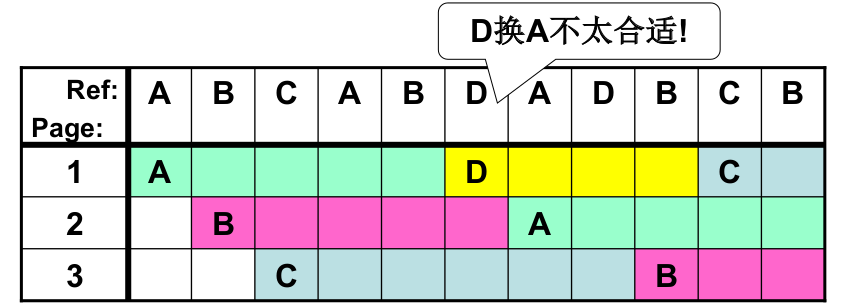 D换A不太合适!
Ref: A B C A B D A D B C B
Page:
1 A D C
2 B A
3 C B